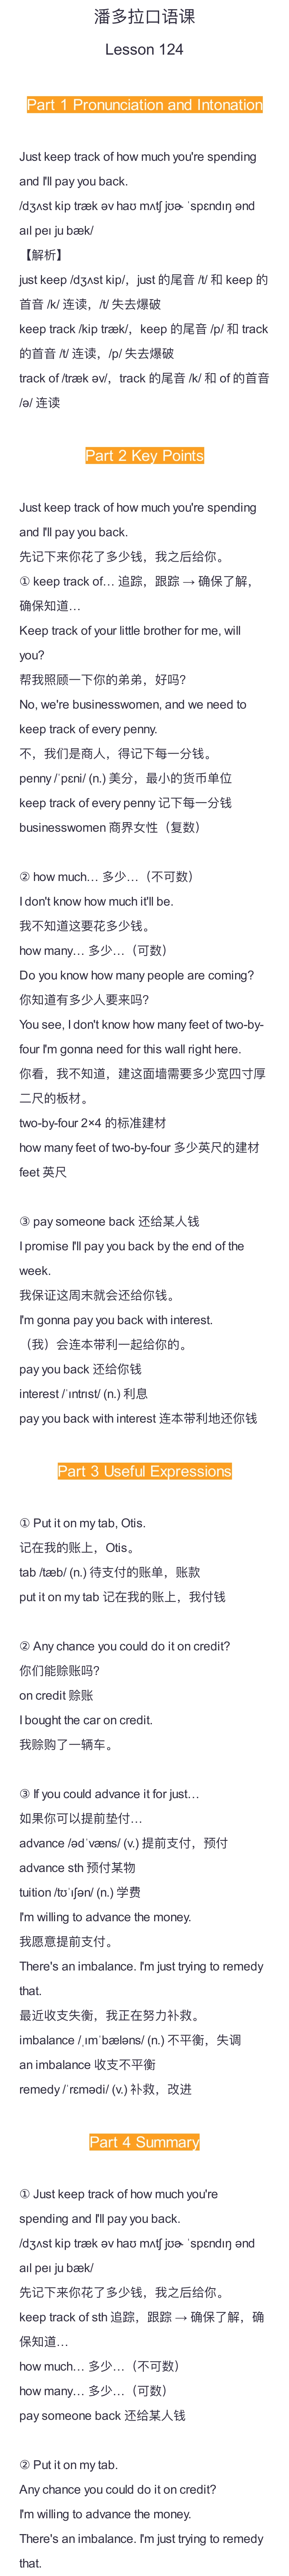 潘多拉口语课
Lesson 124
Part 1 Pronunciation and Intonation
Just keep track of how much you're spending
and I'll pay you back.
/dʒʌst kip træk əv haʊ mʌtʃ jʊɚ ˈspɛndɪŋ ənd
aɪl peɪ ju bæk/
【解析】
just keep /dʒʌst kip/，just 的尾音 /t/ 和 keep 的
首音 /k/ 连读，/t/ 失去爆破
keep track /kip træk/，keep 的尾音 /p/ 和 track
的首音 /t/ 连读，/p/ 失去爆破
track of /træk əv/，track 的尾音 /k/ 和 of 的首音
/ə/ 连读
Part 2 Key Points
Just keep track of how much you're spending
and I'll pay you back.
先记下来你花了多少钱，我之后给你。
① keep track of… 追踪，跟踪 → 确保了解，
确保知道…
Keep track of your little brother for me, will
you?
帮我照顾一下你的弟弟，好吗?
No, we're businesswomen, and we need to
keep track of every penny.
不，我们是商人，得记下每一分钱。
penny /ˈpɛni/ (n.) 美分，最小的货币单位
keep track of every penny 记下每一分钱
businesswomen 商界女性（复数）
② how much… 多少…（不可数）
I don't know how much it'll be.
我不知道这要花多少钱。
how many… 多少…（可数）
Do you know how many people are coming?
你知道有多少人要来吗?
You see, I don't know how many feet of two-by-
four I'm gonna need for this wall right here.
你看，我不知道，建这面墙需要多少宽四寸厚
二尺的板材。
two-by-four 2×4 的标准建材
how many feet of two-by-four 多少英尺的建材
feet 英尺
③ pay someone back 还给某人钱
I promise I'll pay you back by the end of the
week.
我保证这周末就会还给你钱。
I'm gonna pay you back with interest.
（我）会连本带利一起给你的。
pay you back 还给你钱
interest /ˈɪntrɪst/ (n.) 利息
pay you back with interest 连本带利地还你钱
Part 3 Useful Expressions
① Put it on my tab, Otis.
记在我的账上，Otis。
tab /tæb/ (n.) 待支付的账单，账款
put it on my tab 记在我的账上，我付钱
② Any chance you could do it on credit?
你们能赊账吗?
on credit 赊账
I bought the car on credit.
我赊购了一辆车。
③ If you could advance it for just…
如果你可以提前垫付…
advance /ədˈvæns/ (v.) 提前支付，预付
advance sth 预付某物
tuition /tʊˈɪʃən/ (n.) 学费
I'm willing to advance the money.
我愿意提前支付。
There's an imbalance. I'm just trying to remedy
that.
最近收支失衡，我正在努力补救。
imbalance /ˌɪmˈbæləns/ (n.) 不平衡，失调
an imbalance 收支不平衡
remedy /ˈrɛmədi/ (v.) 补救，改进
Part 4 Summary
① Just keep track of how much you're
spending and I'll pay you back.
/dʒʌst kip træk əv haʊ mʌtʃ jʊɚ ˈspɛndɪŋ ənd
aɪl peɪ ju bæk/
先记下来你花了多少钱，我之后给你。
keep track of sth 追踪，跟踪 → 确保了解，确
保知道…
how much… 多少…（不可数）
how many… 多少…（可数）
pay someone back 还给某人钱
② Put it on my tab.
Any chance you could do it on credit?
I'm willing to advance the money.
There's an imbalance. I'm just trying to remedy
that.